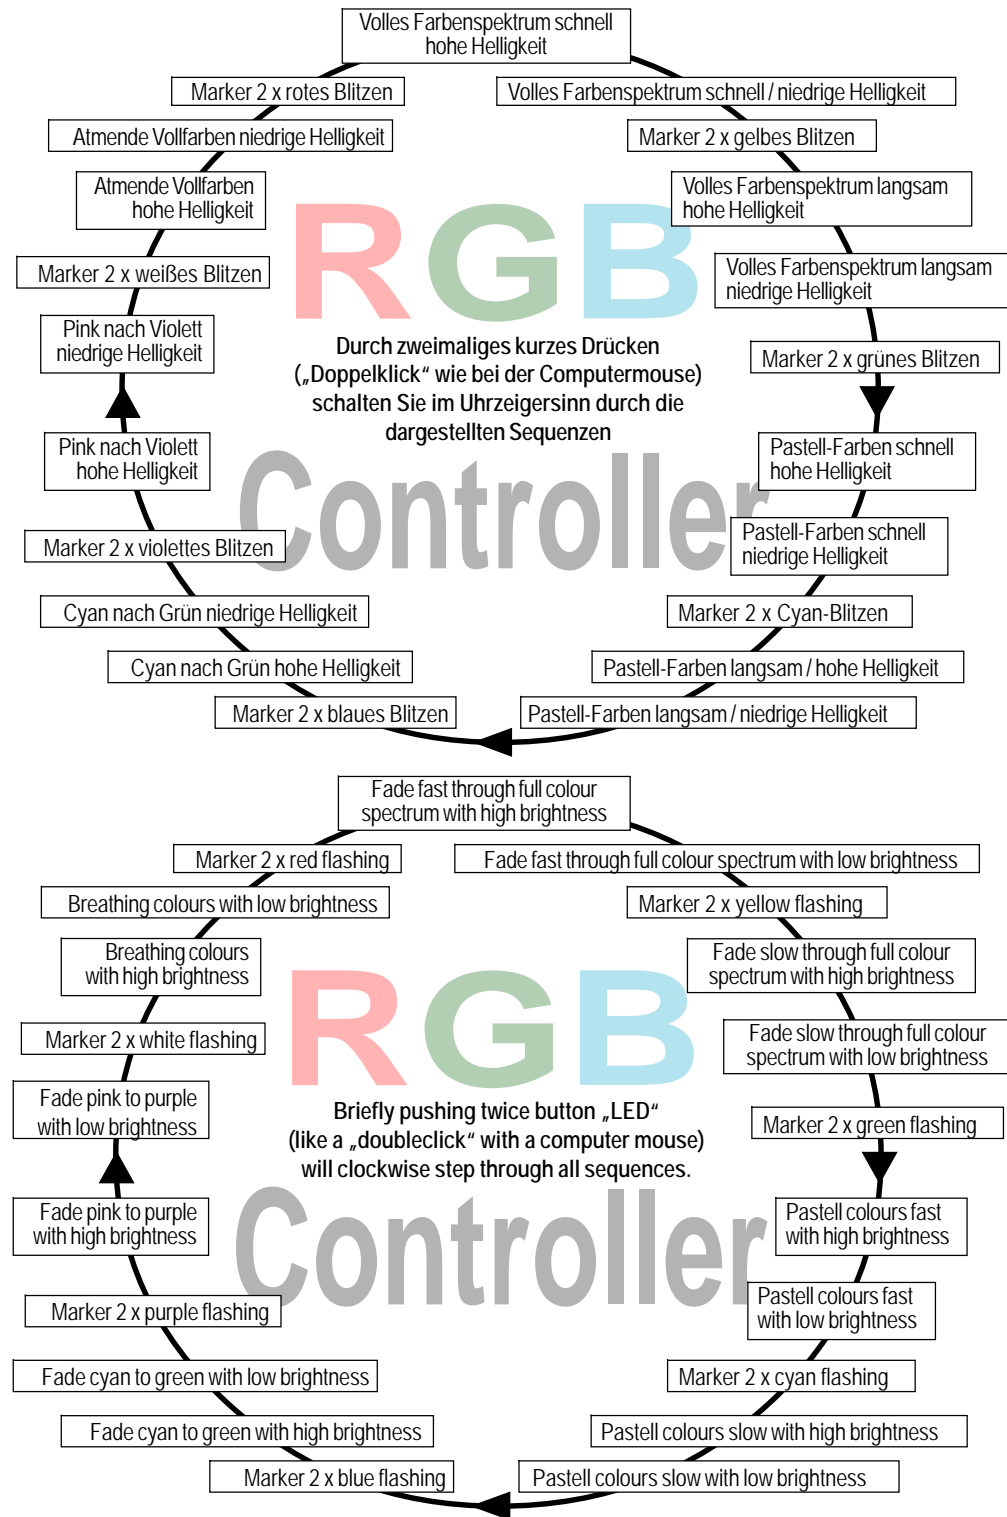 Volles Farbenspektrum schnell
hohe Helligkeit
Marker 2 x rotes Blitzen
Volles Farbenspektrum schnell / niedrige Helligkeit
Atmende Vollfarben niedrige Helligkeit
Marker 2 x gelbes Blitzen
Atmende Vollfarben
hohe Helligkeit
Volles Farbenspektrum langsam
hohe Helligkeit
RGB
Marker 2 x weißes Blitzen
Volles Farbenspektrum langsam
niedrige Helligkeit
Pink nach Violett
niedrige Helligkeit
Marker 2 x grünes Blitzen
Durch zweimaliges kurzes Drücken
(„Doppelklick“ wie bei der Computermouse)
schalten Sie im Uhrzeigersinn durch die
dargestellten Sequenzen
Pink nach Violett
hohe Helligkeit
Pastell-Farben schnell
hohe Helligkeit
Controller
Marker 2 x violettes Blitzen
Pastell-Farben schnell
niedrige Helligkeit
Cyan nach Grün niedrige Helligkeit
Marker 2 x Cyan-Blitzen
Cyan nach Grün hohe Helligkeit
Pastell-Farben langsam / hohe Helligkeit
Marker 2 x blaues Blitzen
Pastell-Farben langsam / niedrige Helligkeit
Fade fast through full colour
spectrum with high brightness
Marker 2 x red flashing
Fade fast through full colour spectrum with low brightness
Breathing colours with low brightness
Marker 2 x yellow flashing
Breathing colours
with high brightness
Fade slow through full colour
spectrum with high brightness
RGB
Marker 2 x white flashing
Fade slow through full colour
spectrum with low brightness
Fade pink to purple
with low brightness
Marker 2 x green flashing
Briefly pushing twice button „LED“
(like a „doubleclick“ with a computer mouse)
will clockwise step through all sequences.
Fade pink to purple
with high brightness
Pastell colours fast
with high brightness
Controller
Marker 2 x purple flashing
Pastell colours fast
with low brightness
Fade cyan to green with low brightness
Marker 2 x cyan flashing
Fade cyan to green with high brightness
Pastell colours slow with high brightness
Marker 2 x blue flashing
Pastell colours slow with low brightness